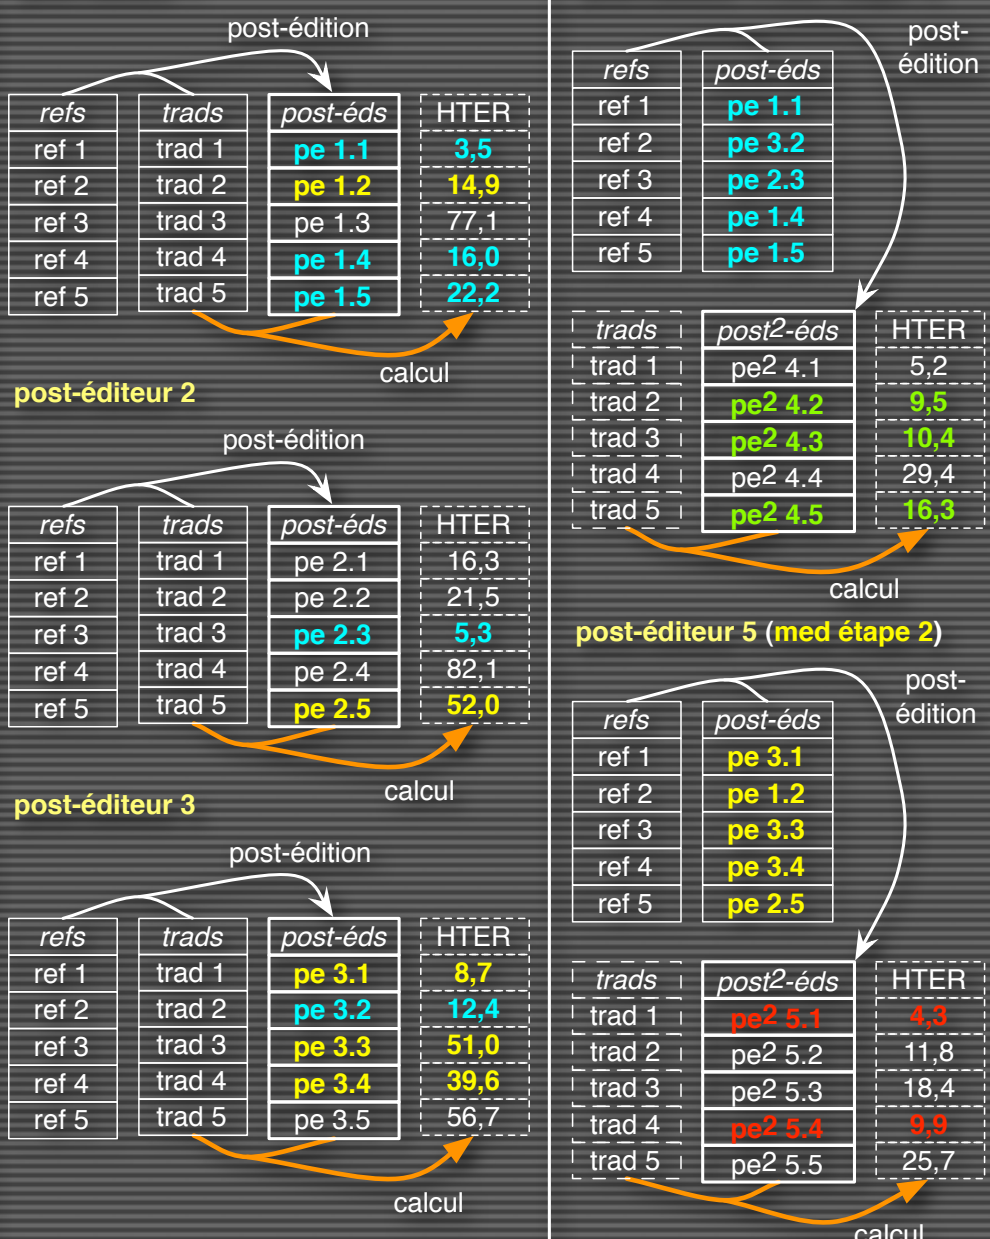 post-édition
refs trads post-éds HTER
ref 1 trad 1 pe 1.1 3,5
ref 2 trad 2 pe 1.2 14,9
ref 3 trad 3 pe 1.3 77,1
ref 4 trad 4 pe 1.4 16,0
ref 5 trad 5 pe 1.5 22,2
calcul
post-éditeur 2
post-édition
refs trads post-éds HTER
ref 1 trad 1 pe 2.1 16,3
ref 2 trad 2 pe 2.2 21,5
ref 3 trad 3 pe 2.3 5,3
ref 4 trad 4 pe 2.4 82,1
ref 5 trad 5 pe 2.5 52,0
calcul
post-éditeur 3
post-édition
refs trads post-éds HTER
ref 1 trad 1 pe 3.1 8,7
ref 2 trad 2 pe 3.2 12,4
ref 3 trad 3 pe 3.3 51,0
ref 4 trad 4 pe 3.4 39,6
ref 5 trad 5 pe 3.5 56,7
calcul
post-
édition
refs post-éds
ref 1 pe 1.1
ref 2 pe 3.2
ref 3 pe 2.3
ref 4 pe 1.4
ref 5 pe 1.5
trads post2-éds HTER
trad 1 pe2 4.1 5,2
trad 2 pe2 4.2 9,5
trad 3 pe2 4.3 10,4
trad 4 pe2 4.4 29,4
trad 5 pe2 4.5 16,3
calcul
post-éditeur 5 (med étape 2)
post-
édition
refs post-éds
ref 1 pe 3.1
ref 2 pe 1.2
ref 3 pe 3.3
ref 4 pe 3.4
ref 5 pe 2.5
trads post2-éds HTER
trad 1 pe2 5.1 4,3
trad 2 pe2 5.2 11,8
trad 3 pe2 5.3 18,4
trad 4 pe2 5.4 9,9
trad 5 pe2 5.5 25,7
calcul